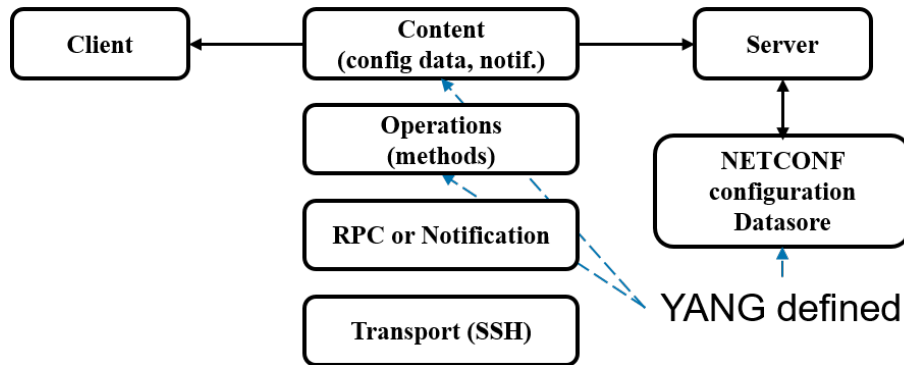 Client
Content
(config data, notif.)
Server
Operations
(methods)
NETCONF
configuration
Datasore
RPC or Notification
YANG defined
Transport (SSH)